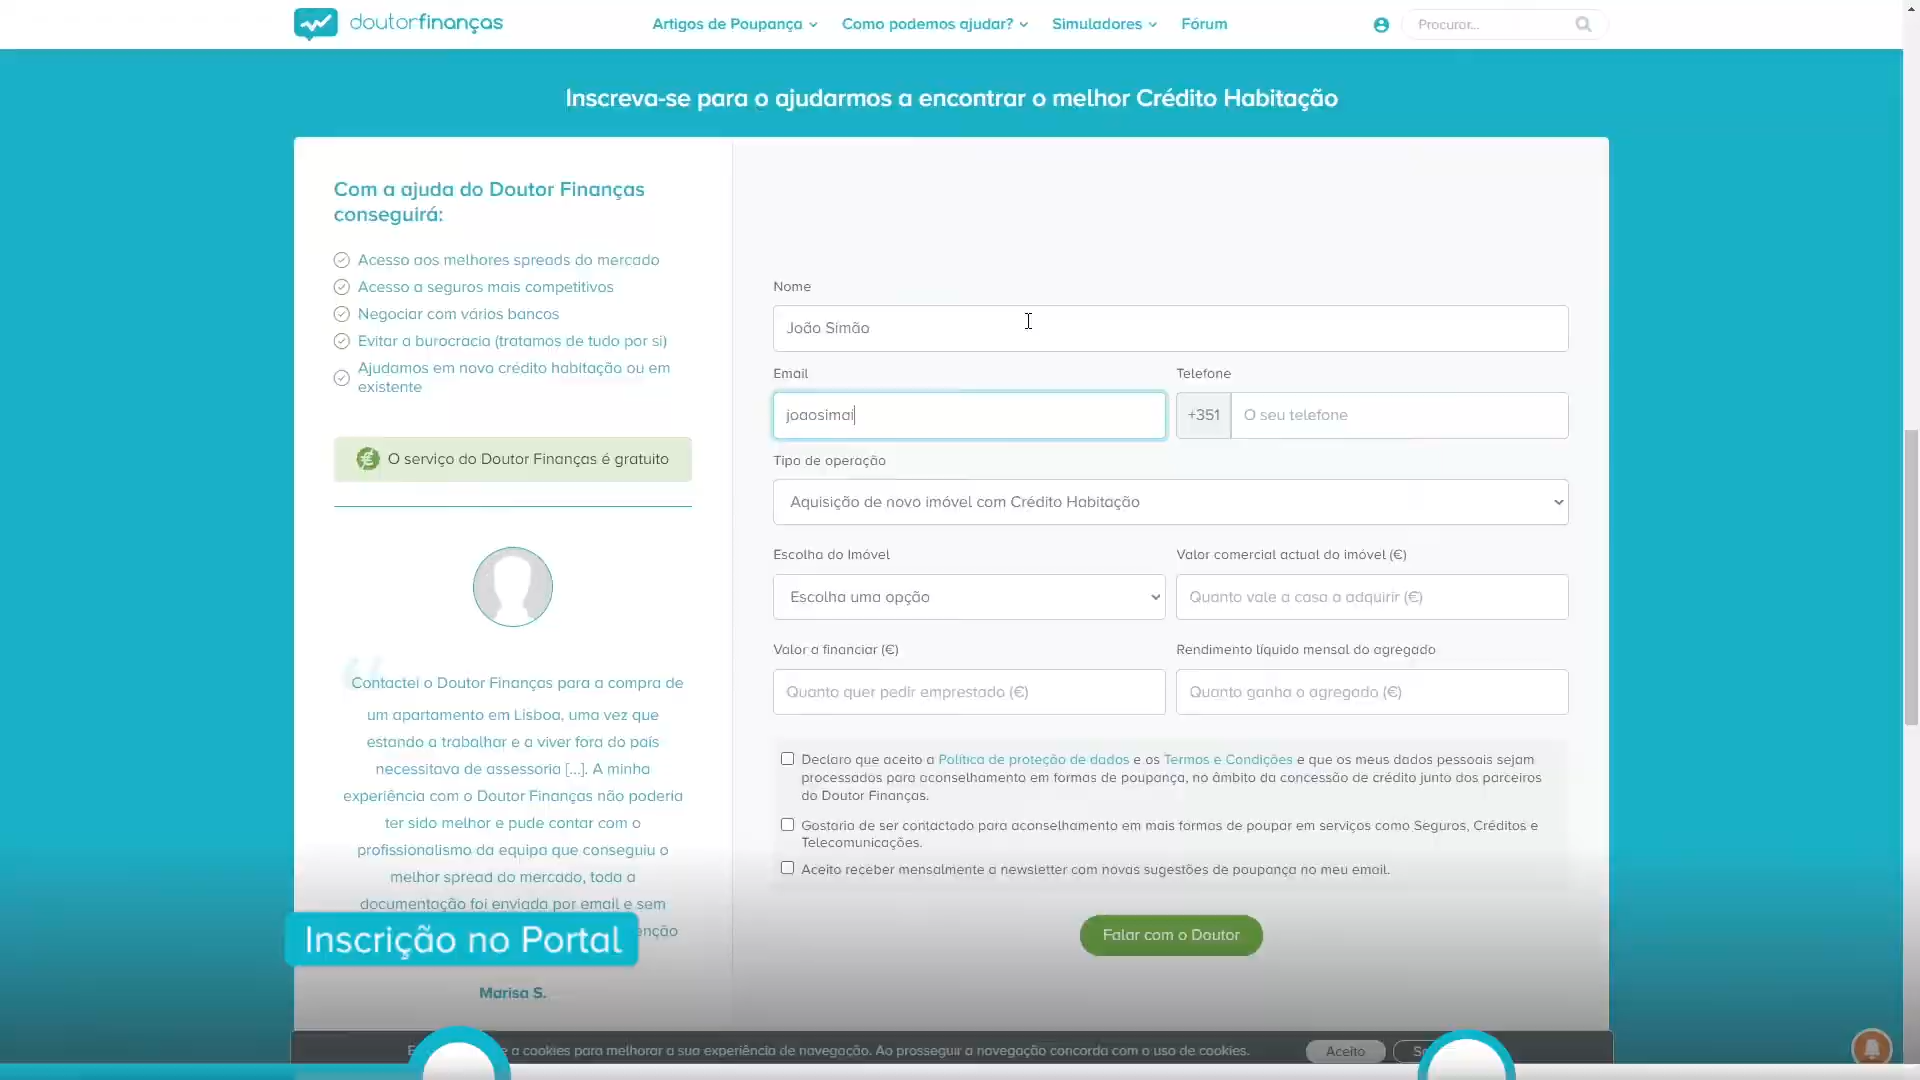 doutorfinanças
Artigos de Poupança
Como podemos ajudar?
Simuladores
Fórum
Procurar...
Inscreva-se para o ajudarmos a encontrar o melhor Crédito Habitação
Com a ajuda do Doutor Finanças
conseguirá:
Acesso aos melhores spreads do mercado
Acesso a seguros mais competitivos
Negociar com vários bancos
Evitar a burocracia (tratamos de tudo por si)
Ajudamos em novo crédito habitação ou em
existente
O serviço do Doutor Finanças é gratuito
Contactei o Doutor Finanças para a compra de
um apartamento em Lisboa, uma vez que
estando a trabalhar e a viver fora do país
necessitava de assessoria [...]. A minha
experiência com o Doutor Finanças não poderia
ter sido melhor e pude contar com o
profissionalismo da equipa que conseguiu o
melhor spread do mercado, toda a
documentação foi enviada por email e sem
Marisa S.
Nome
João Simão
Email
joaosimai
Telefone
+351
O seu telefone
Tipo de operação
Aquisição de novo imóvel com Crédito Habitação
Escolha do Imóvel
Escolha uma opção
Valor comercial actual do imóvel (€)
Quanto vale a casa a adquirir (€)
Valor a financiar (€)
Quanto quer pedir emprestado (€)
Rendimento líquido mensal do agregado
Quanto ganha o agregado (€)
Declaro que aceito a Política de proteção de dados e os Termos e Condições e que os meus dados pessoais sejam
processados para aconselhamento em formas de poupança, no âmbito da concessão de crédito junto dos parceiros
do Doutor Finanças.
Gostaria de ser contactado para aconselhamento em mais formas de poupar em serviços como Seguros, Créditos e
Telecomunicações.
Aceito receber mensalmente a newsletter com novas sugestões de poupança no meu email.
Falar com o Doutor
Inscrição no Portal
a cookies para melhorar a sua experiência de navegação. Ao prosseguir a navegação concorda com o uso de cookies.
Aceito